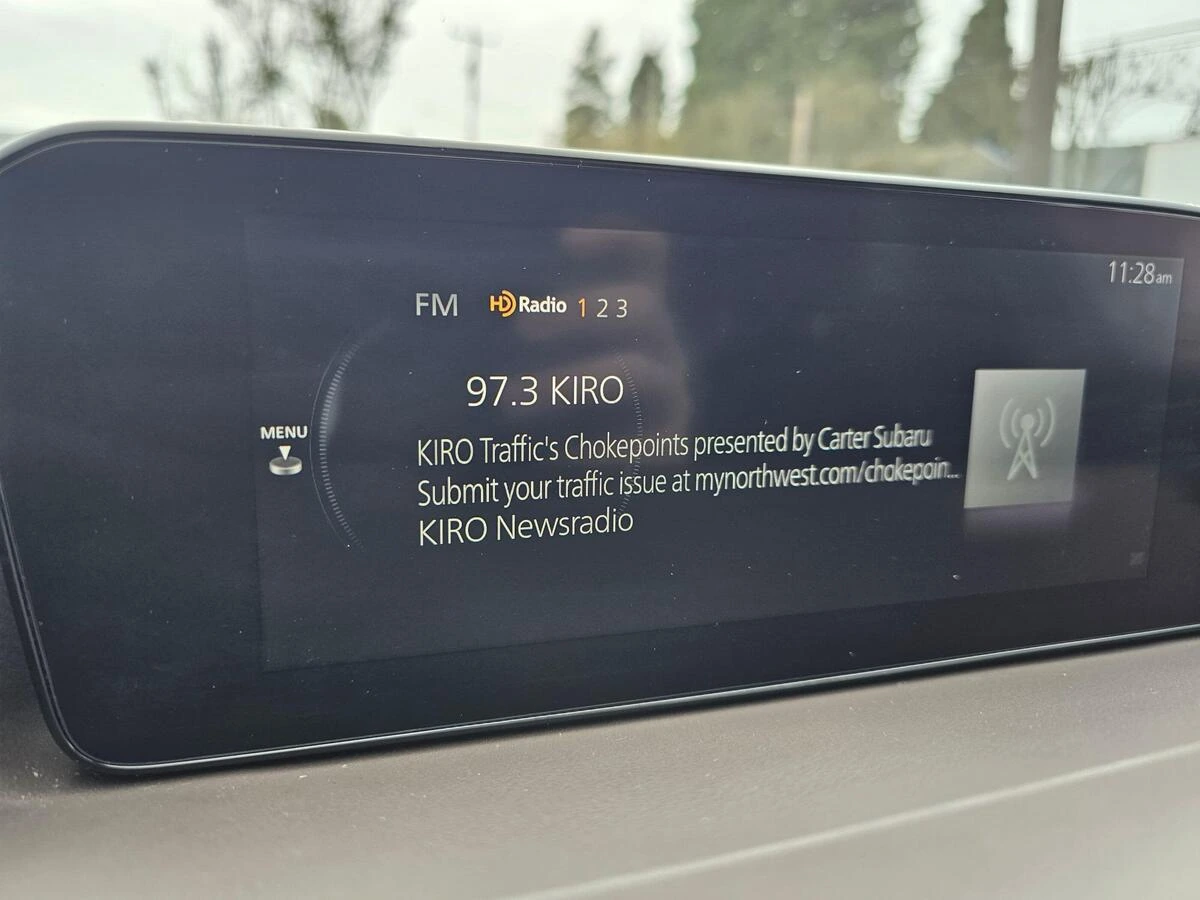 11:28am
FM HD Radio 1 2 3
97.3 KIRO
MENU
KIRO Traffic's Chokepoints presented by Carter Subaru
Submit your traffic issue at mynorthwest.com/chokepoin...
KIRO Newsradio